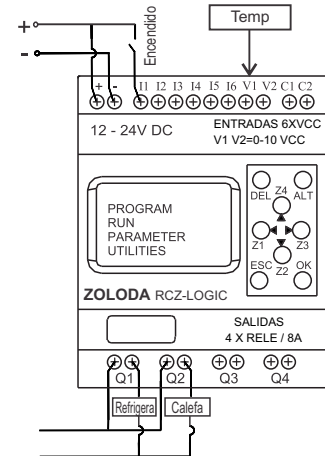 Temp
Encendido
+
-
+ - I1 I2 I3 I4 I5 I6 V1 V2 C1 C2
12 - 24V DC
ENTRADAS 6XVCC
V1 V2=0-10 VCC
PROGRAM
RUN
PARAMETER
UTILITIES
DEL Z4 ALT
Z1 Z3
ESC Z2 OK
ZOLODA RCZ-LOGIC
SALIDAS
4 X RELE / 8A
Q1 Q2 Q3 Q4
Refrigera Calefa